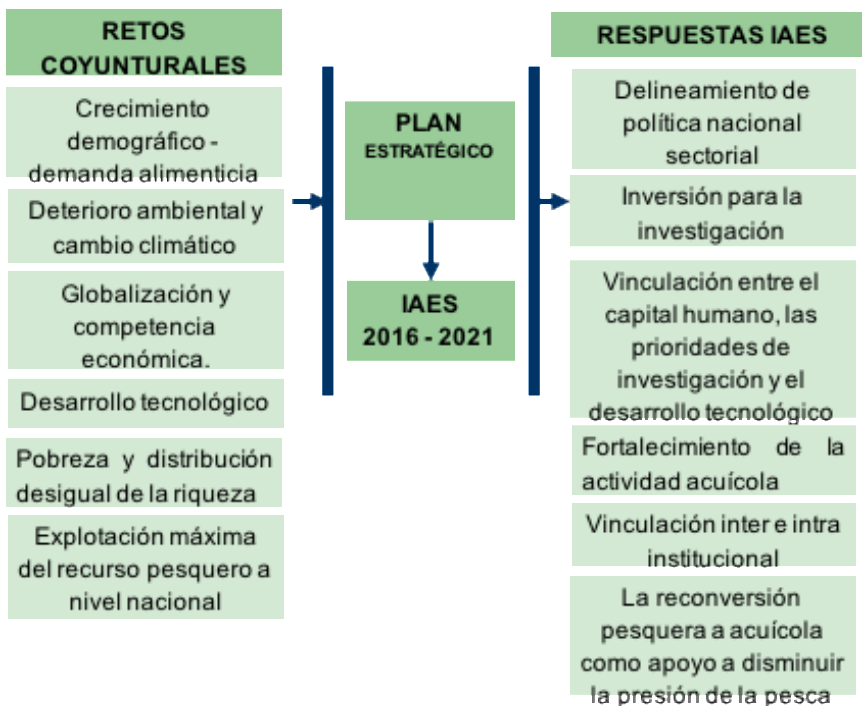 RETOS
COYUNTURALES
Crecimiento
demográfico -
demanda alimenticia
Deterioro ambiental y
cambio climático
Globalización y
competencia
económica.
Desarrollo tecnológico
Pobreza y distribución
desigual de la riqueza
Explotación máxima
del recurso pesquero a
nivel nacional
PLAN
ESTRATÉGICO
IAES
2016 - 2021
RESPUESTAS IAES
Delineamiento de
política nacional
sectorial
Inversión para la
investigación
Vinculación entre el
capital humano, las
prioridades de
investigación y el
desarrollo tecnológico
Fortalecimiento de la
actividad acuícola
Vinculación inter e intra
institucional
La reconversión
pesquera a acuícola
como apoyo a disminuir
la presión de la pesca